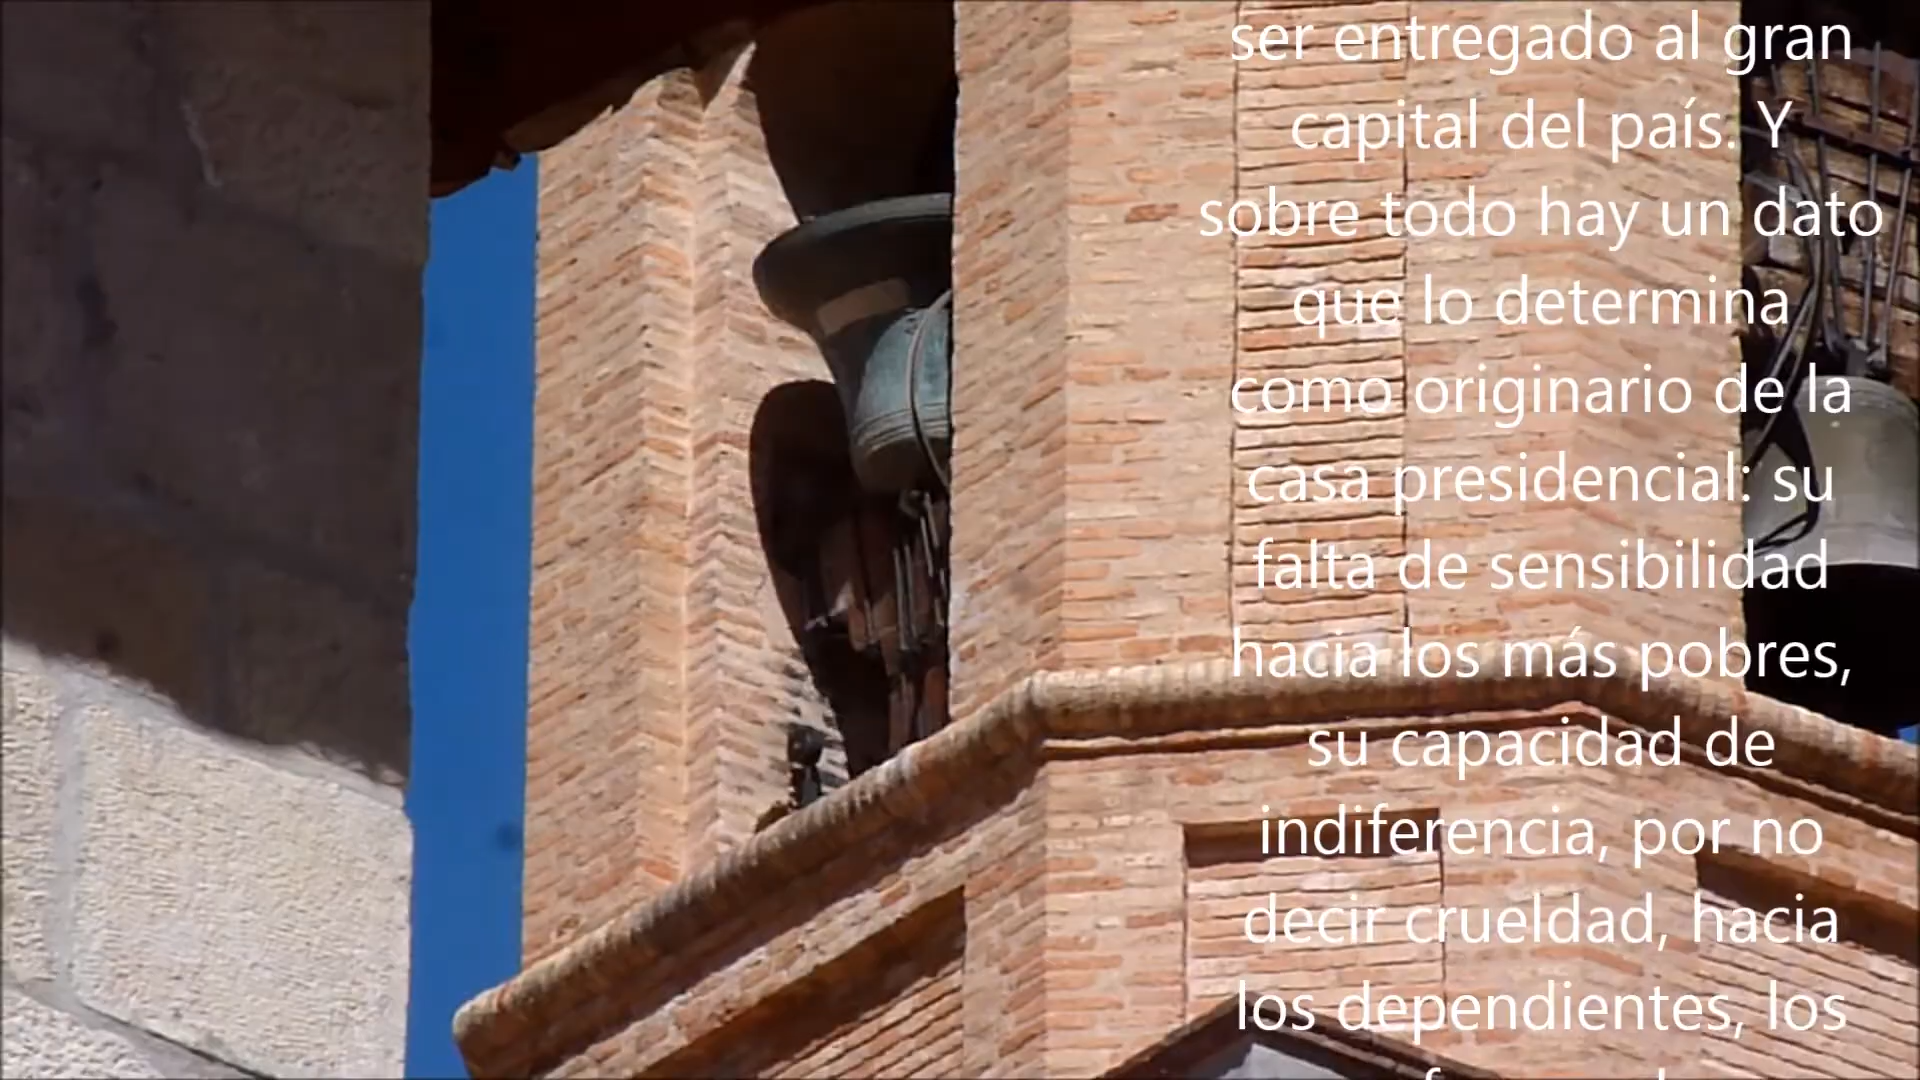 ser entregado al gran
capital del país. Y
sobre todo hay un dato
que lo determina
como originario de la
casa presidencial: su
falta de sensibilidad
hacia los más pobres,
su capacidad de
indiferencia, por no
decir crueldad, hacia
los dependientes, los